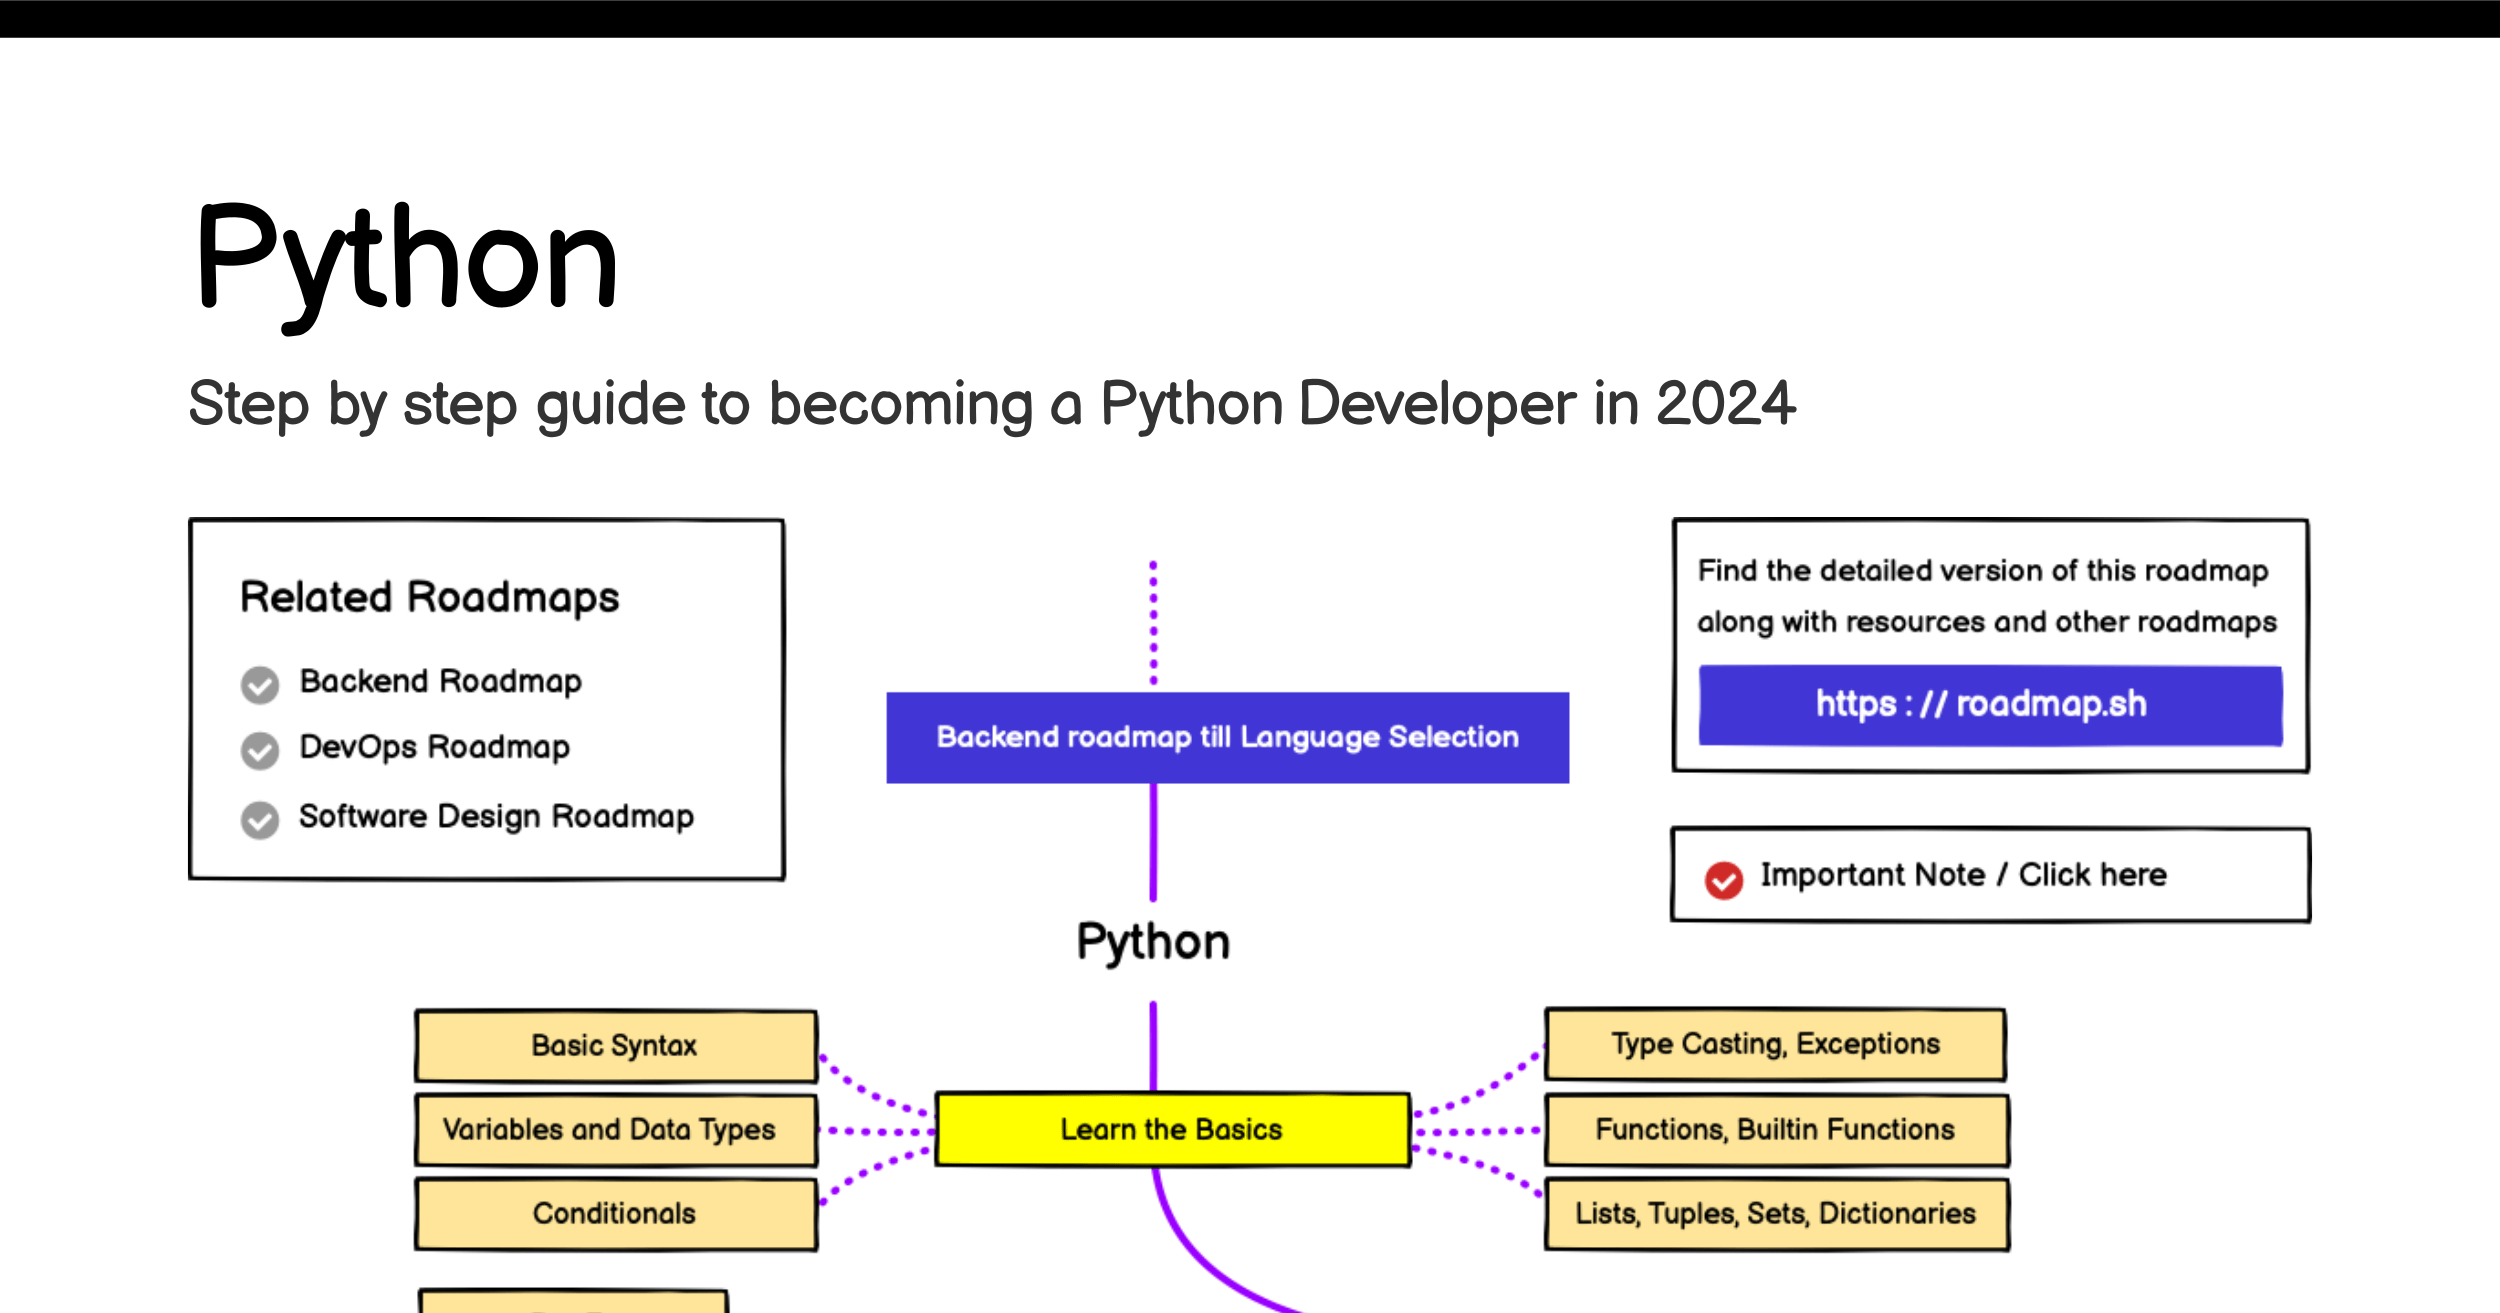 Python
Step by step guide to becoming a Python Developer in 2024
Related Roadmaps
Backend Roadmap
DevOps Roadmap
Software Design Roadmap
Backend roadmap till Language Selection
Find the detailed version of this roadmap
along with resources and other roadmaps
https : // roadmap.sh
Important Note / Click here
Python
Basic Syntax
Variables and Data Types
Conditionals
Learn the Basics
Type Casting, Exceptions
Functions, Builtin Functions
Lists, Tuples, Sets, Dictionaries